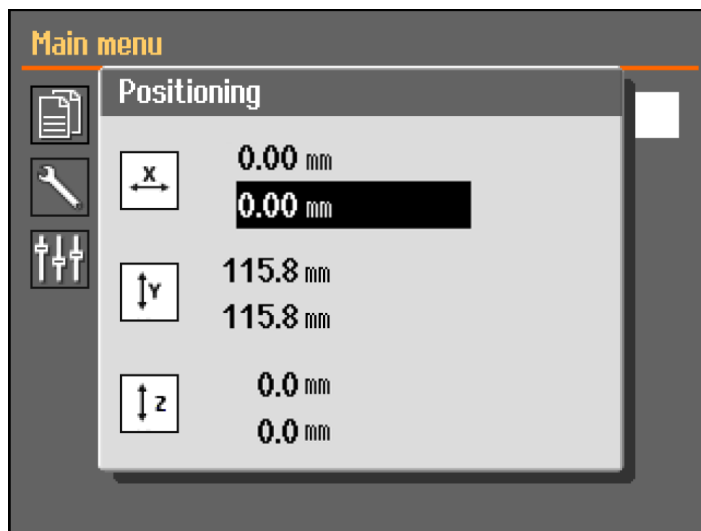 Main menu
Positioning
X
0.00 mm
0.00 mm
Y
115.8 mm
115.8 mm
Z
0.0 mm
0.0 mm